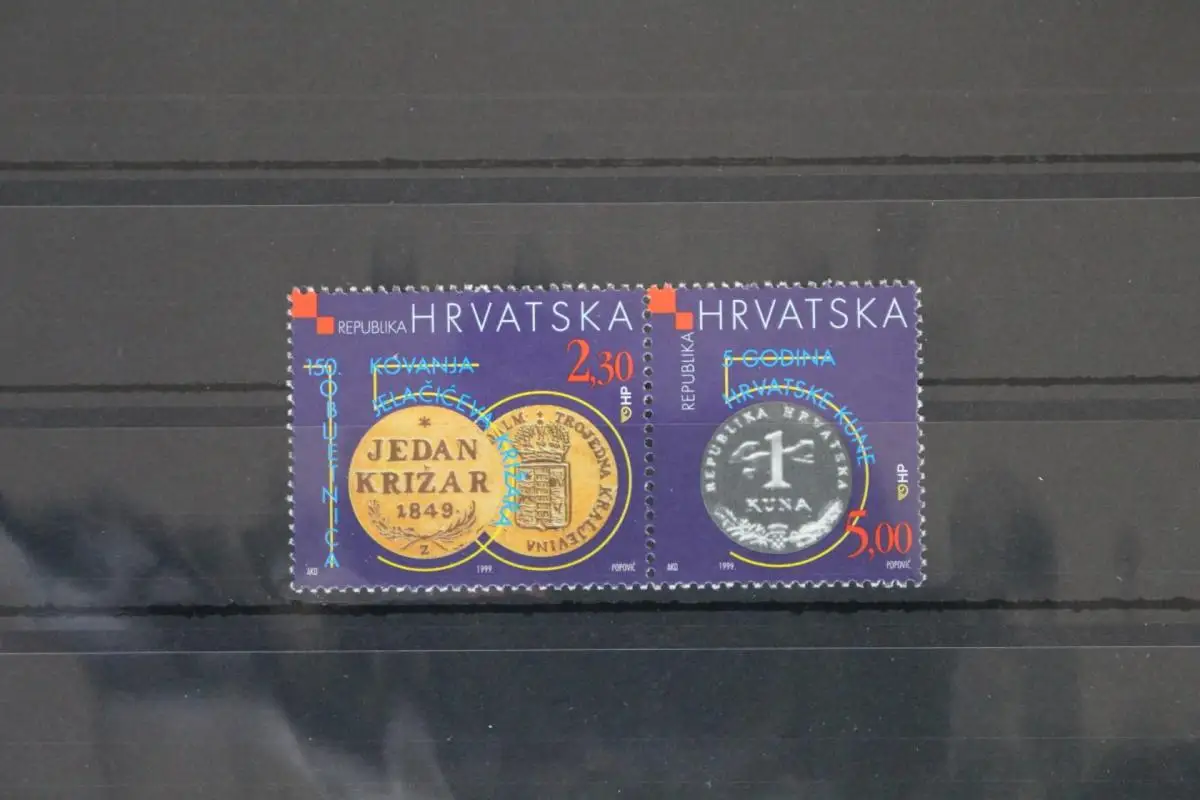 REPUBLIKA HRVATSKA
2,30
150. OBLJETNICA
KOVANJA
JELAČIĆEVA KRIŽARA
HP
*
JEDAN
KRIŽAR
1849.
Z
TROJEDNA KRALJEVINA
AKD
1999
POPOVIĆ
REPUBLIKA HRVATSKA
5 GODINA
HRVATSKE KUNE
REPUBLIKA HRVATSKA
1
KUNA
HP
5,00
AKD
1999
POPOVIĆ